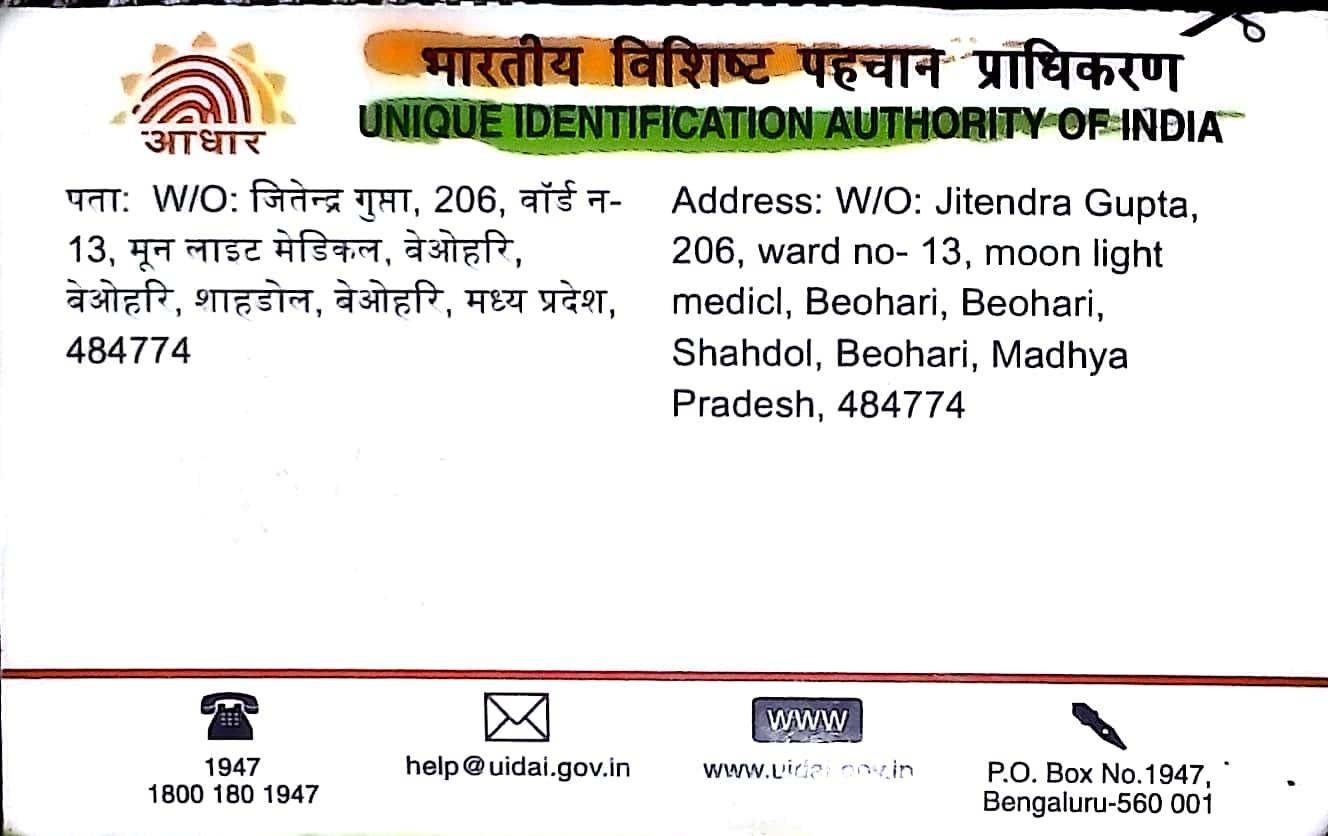 आधार
भारतीय विशिष्ट पहचान प्राधिकरण
UNIQUE IDENTIFICATION AUTHORITY OF INDIA
पता: W/O: जितेन्द्र गुप्ता, 206, वॉर्ड न-
13, मून लाइट मेडिकल, बेओहरि,
बेओहरि, शाहडोल, बेओहरि, मध्य प्रदेश,
484774
Address: W/O: Jitendra Gupta,
206, ward no- 13, moon light
medicl, Beohari, Beohari,
Shahdol, Beohari, Madhya
Pradesh, 484774
1947
1800 180 1947
help@uidai.gov.in
WWW
www.uidai.gov.in
P.O. Box No.1947,
Bengaluru-560 001